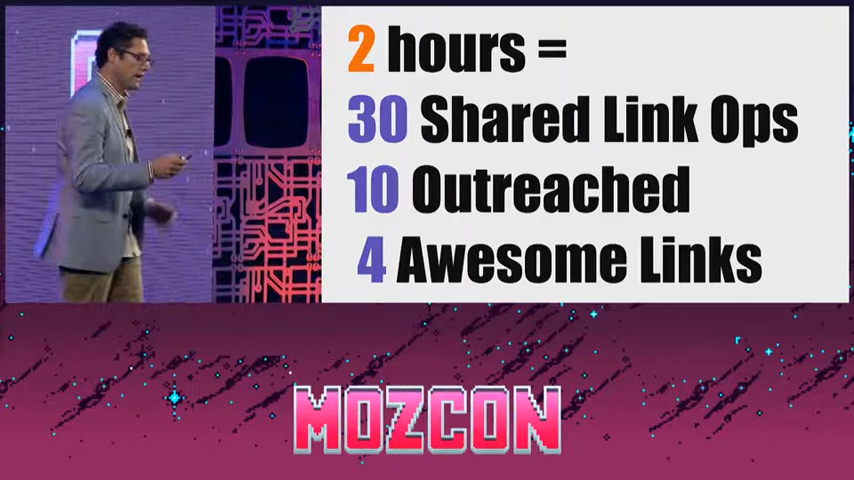 2 hours =
30 Shared Link Ops
10 Outreached
4 Awesome Links
MOZCON